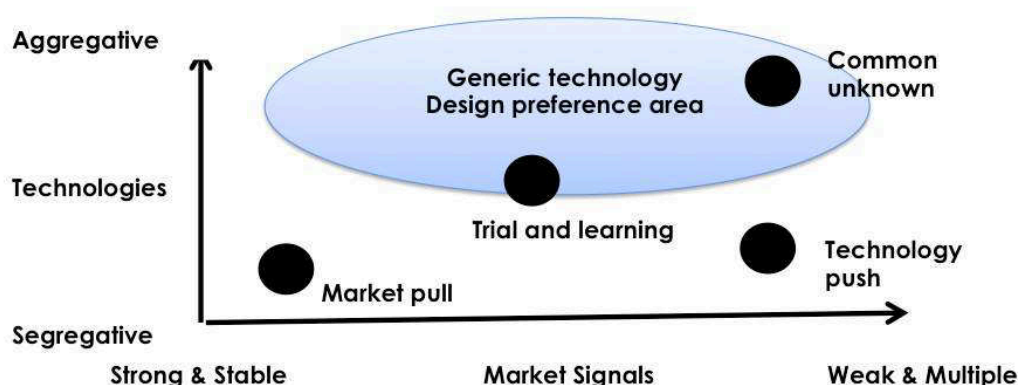 Aggregative
Common
unknown
Generic technology
Design preference area
Technologies
Trial and learning
Technology
push
Market pull
Segregative
Strong & Stable
Market Signals
Weak & Multiple